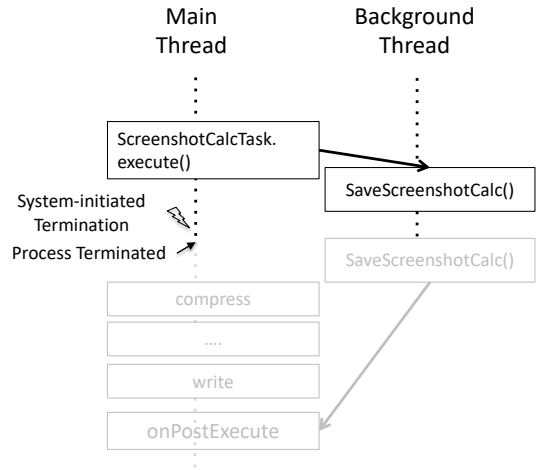 Main
Thread
Background
Thread
ScreenshotCalcTask.
execute()
SaveScreenshotCalc()
System-initiated
Termination
Process Terminated
SaveScreenshotCalc()
compress
....
write
onPostExecute